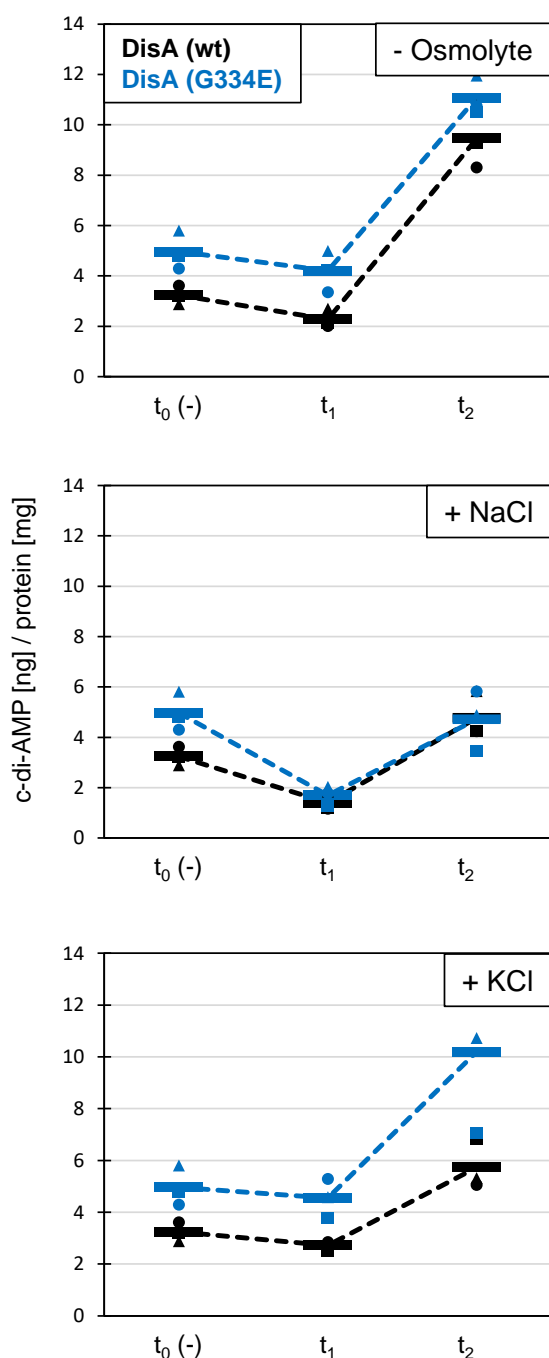 c-di-AMP [ng] / protein [mg]
DisA (wt)
DisA (G334E)
- Osmolyte
14
12
10
8
6
4
2
0
t₀ (-) t₁ t₂
+ NaCl
14
12
10
8
6
4
2
0
t₀ (-) t₁ t₂
+ KCl
14
12
10
8
6
4
2
0
t₀ (-) t₁ t₂